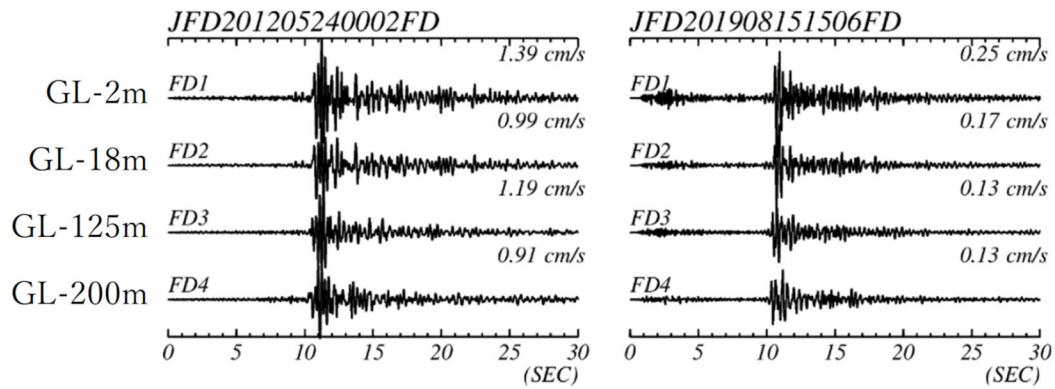 JFD201205240002FD JFD201908151506FD
1.39 cm/s 0.25 cm/s
GL-2m FD1 FD1
0.99 cm/s 0.17 cm/s
GL-18m FD2 FD2
1.19 cm/s 0.13 cm/s
GL-125m FD3 FD3
0.91 cm/s 0.13 cm/s
GL-200m FD4 FD4
0 5 10 15 20 25 30 0 5 10 15 20 25 30
(SEC) (SEC)